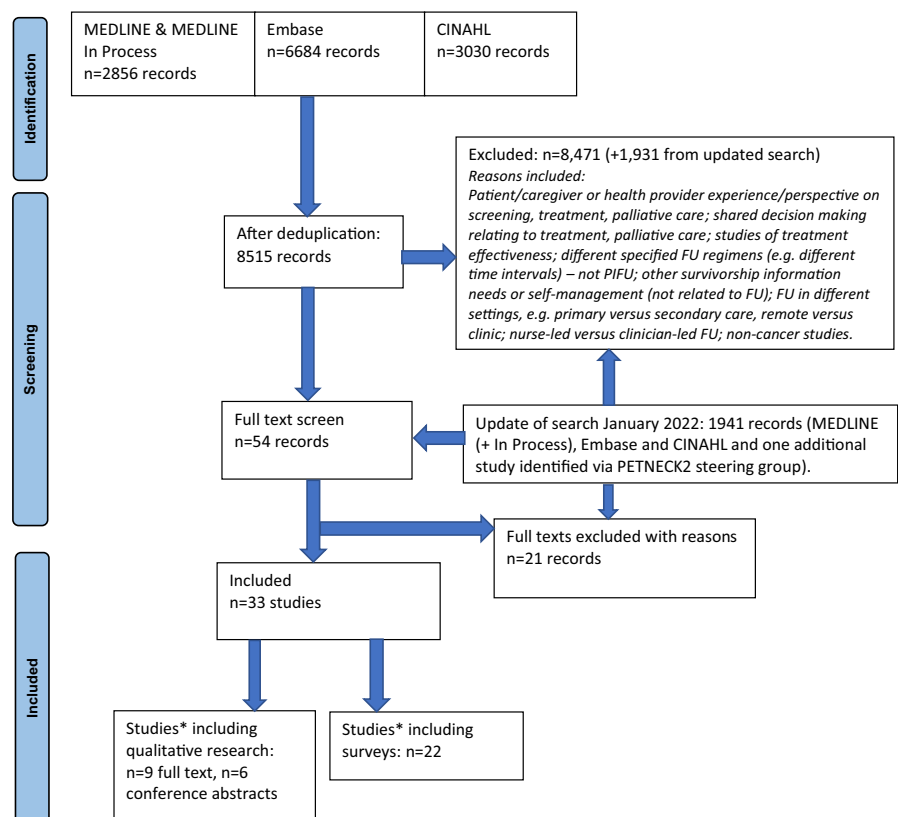 Identification
MEDLINE & MEDLINE
In Process
n=2856 records
Embase
n=6684 records
CINAHL
n=3030 records
Screening
After deduplication:
8515 records
Excluded: n=8,471 (+1,931 from updated search)
Reasons included:
Patient/caregiver or health provider experience/perspective on
screening, treatment, palliative care; shared decision making
relating to treatment, palliative care; studies of treatment
effectiveness; different specified FU regimens (e.g. different
time intervals) – not PIFU; other survivorship information
needs or self-management (not related to FU); FU in different
settings, e.g. primary versus secondary care, remote versus
clinic; nurse-led versus clinician-led FU; non-cancer studies.
Full text screen
n=54 records
Update of search January 2022: 1941 records (MEDLINE
(+ In Process), Embase and CINAHL and one additional
study identified via PETNECK2 steering group).
Full texts excluded with reasons
n=21 records
Included
Included
n=33 studies
Studies* including
qualitative research:
n=9 full text, n=6
conference abstracts
Studies* including
surveys: n=22